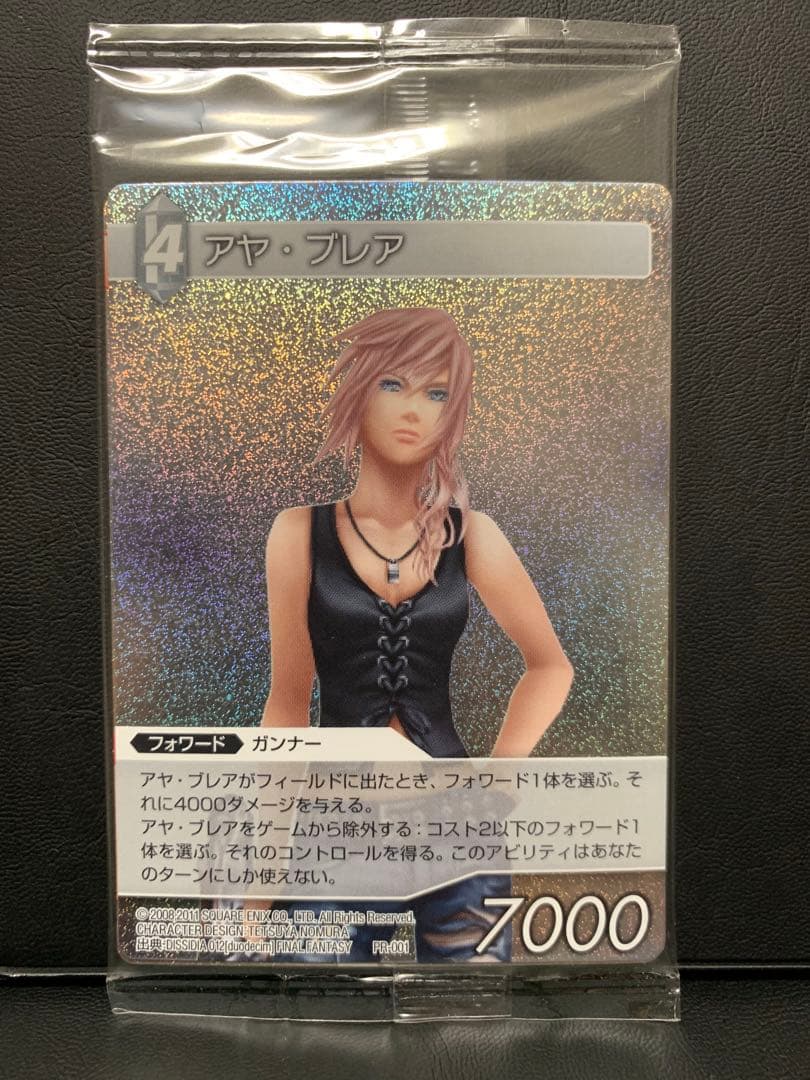 4
アヤ・ブレア
フォワード ガンナー
アヤ・ブレアがフィールドに出たとき、フォワード1体を選ぶ。そ
れに4000ダメージを与える。
アヤ・ブレアをゲームから除外する：コスト2以下のフォワード1
体を選ぶ。それのコントロールを得る。このアビリティはあなた
のターンにしか使えない。
© 2008 2011 SQUARE ENIX CO., LTD. All Rights Reserved.
CHARACTER DESIGN: TETSUYA NOMURA
出典:DISSIDIA 012[duodecim] FINAL FANTASY PR-001
7000